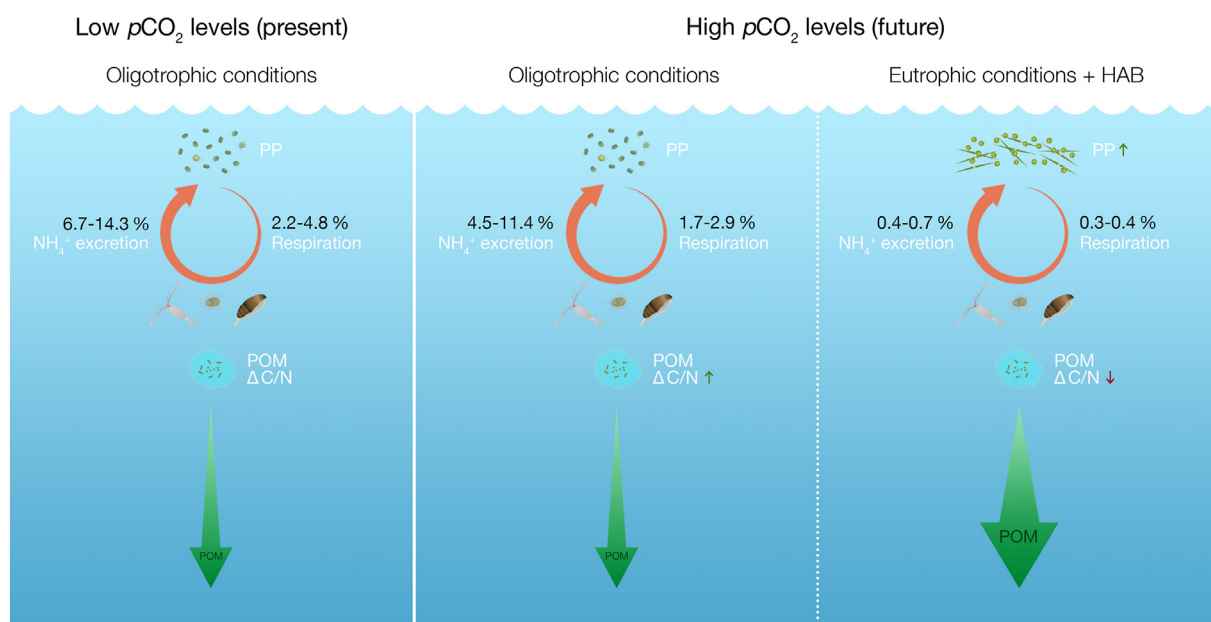 Low pCO₂ levels (present)
High pCO₂ levels (future)
Oligotrophic conditions
Oligotrophic conditions
Eutrophic conditions + HAB
PP
6.7-14.3 %
NH₄⁺ excretion
2.2-4.8 %
Respiration
POM
Δ C/N
POM
PP
4.5-11.4 %
NH₄⁺ excretion
1.7-2.9 %
Respiration
POM
Δ C/N ↑
POM
PP ↑
0.4-0.7 %
NH₄⁺ excretion
0.3-0.4 %
Respiration
POM
Δ C/N ↓
POM